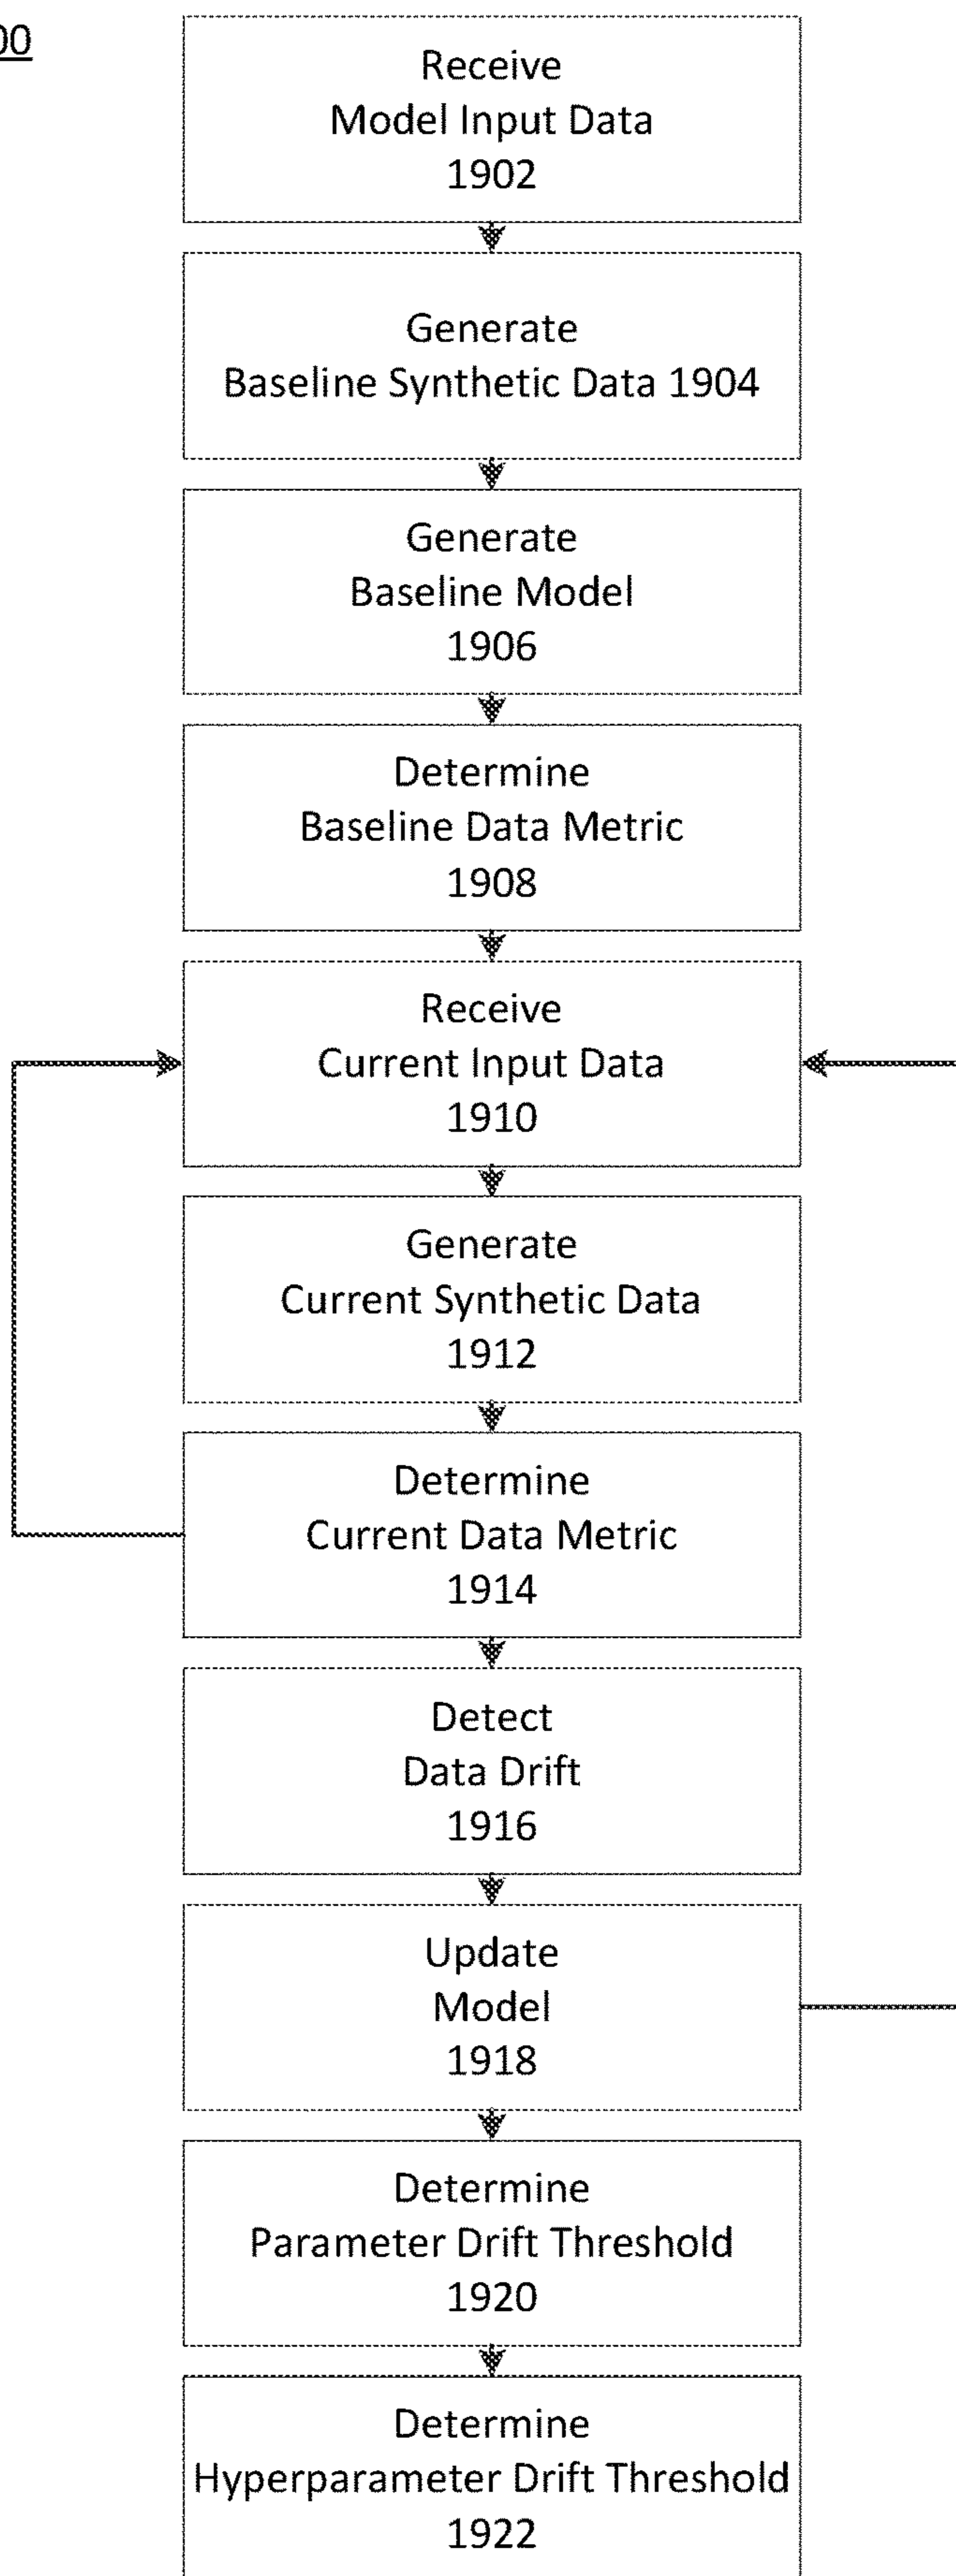 00
Receive
Model Input Data
1902
Generate
Baseline Synthetic Data 1904
Generate
Baseline Model
1906
Determine
Baseline Data Metric
1908
Receive
Current Input Data
1910
Generate
Current Synthetic Data
1912
Determine
Current Data Metric
1914
Detect
Data Drift
1916
Update
Model
1918
Determine
Parameter Drift Threshold
1920
Determine
Hyperparameter Drift Threshold
1922